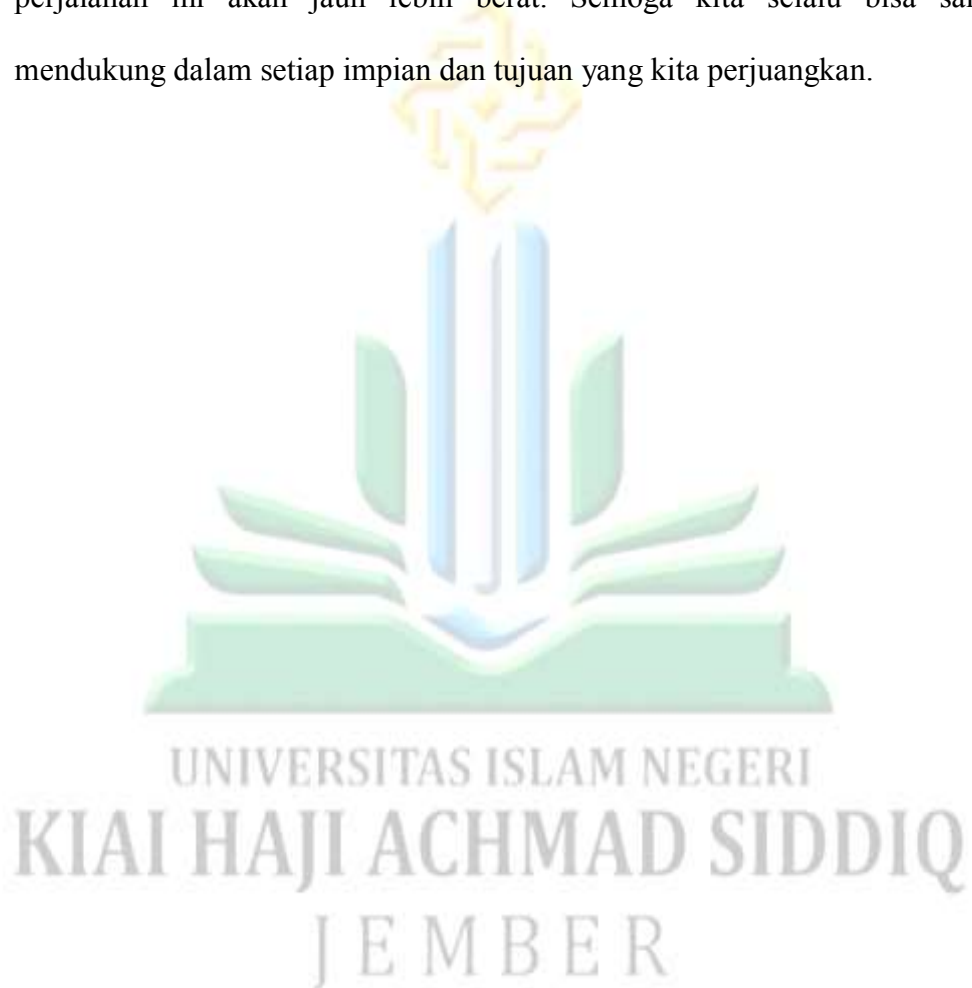 perjalanan ini akan jauh lebih berat. Semoga kita selalu bisa
mendukung dalam setiap impian dan tujuan yang kita perjuangkan.
UNIVERSITAS ISLAM NEGERI
KIAI HAJI ACHMAD SIDDIQ
JEMBER